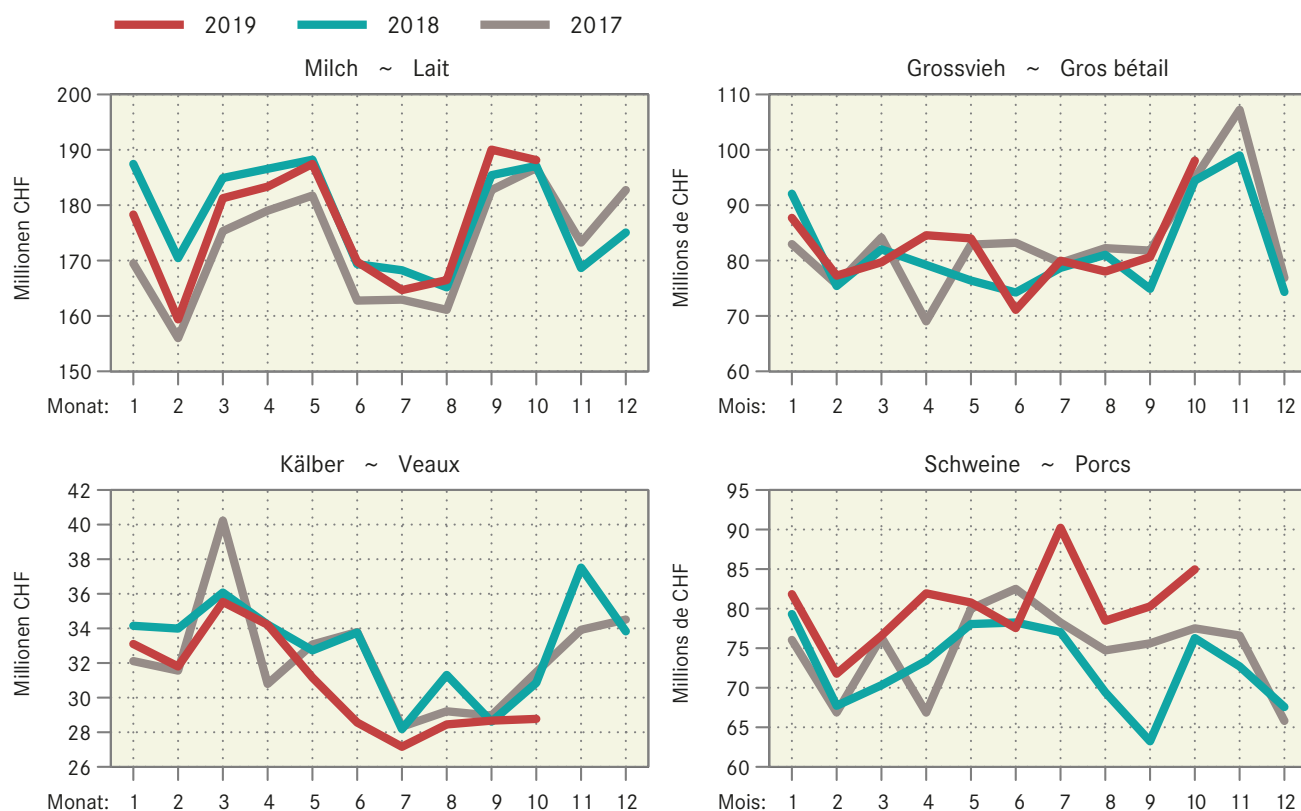 2019 2018 2017
Milch ~ Lait
Millionen CHF
200
190
180
170
160
150
Monat: 1 2 3 4 5 6 7 8 9 10 11 12
Grossvieh ~ Gros bétail
Millions de CHF
110
100
90
80
70
60
Mois: 1 2 3 4 5 6 7 8 9 10 11 12
Kälber ~ Veaux
Millionen CHF
42
40
38
36
34
32
30
28
26
Monat: 1 2 3 4 5 6 7 8 9 10 11 12
Schweine ~ Porcs
Millions de CHF
95
90
85
80
75
70
65
60
Mois: 1 2 3 4 5 6 7 8 9 10 11 12